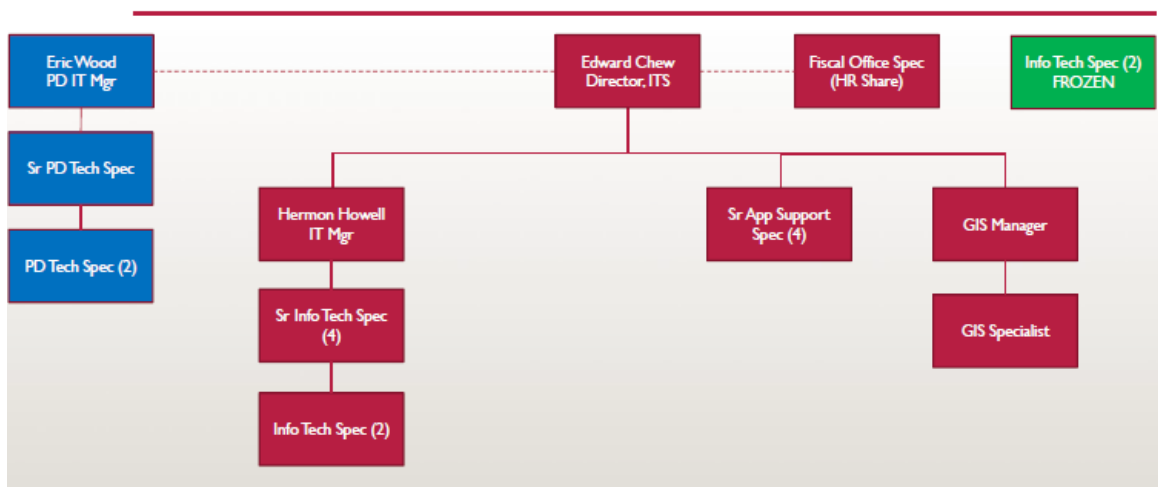 Eric Wood
PD IT Mgr
Edward Chew
Director, ITS
Fiscal Office Spec
(HR Share)
Info Tech Spec (2)
FROZEN
Sr PD Tech Spec
Hermon Howell
IT Mgr
Sr App Support
Spec (4)
GIS Manager
PD Tech Spec (2)
Sr Info Tech Spec
(4)
GIS Specialist
Info Tech Spec (2)